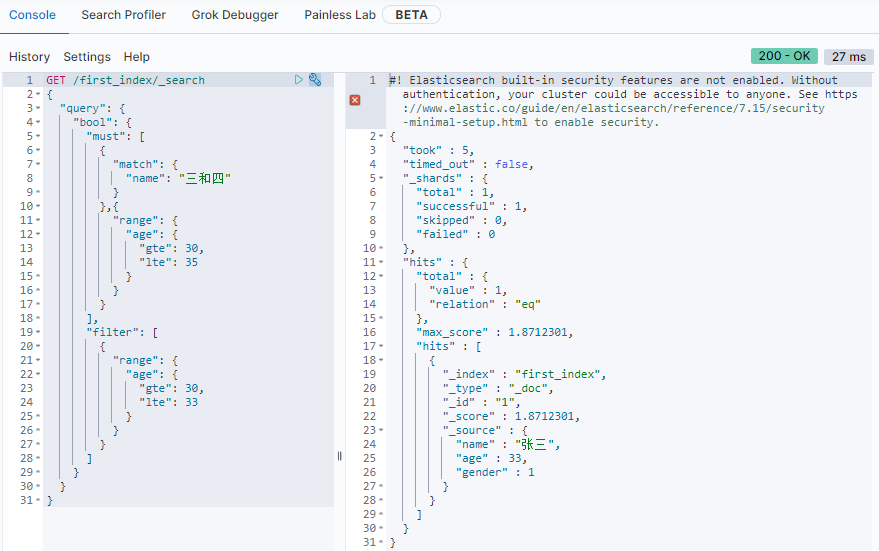 Console Search Profiler Grok Debugger Painless Lab BETA
History Settings Help 200 - OK 27 ms
1 GET /first_index/_search
2 {
3 "query": {
4 "bool": {
5 "must": [
6 {
7 "match": {
8 "name": "三和四"
9 }
10 },{
11 "range": {
12 "age": {
13 "gte": 30,
14 "lte": 35
15 }
16 }
17 }
18 ],
19 "filter": [
20 {
21 "range": {
22 "age": {
23 "gte": 30,
24 "lte": 33
25 }
26 }
27 }
28 ]
29 }
30 }
31 }
1 #! Elasticsearch built-in security features are not enabled. Without
authentication, your cluster could be accessible to anyone. See https
://www.elastic.co/guide/en/elasticsearch/reference/7.15/security
-minimal-setup.html to enable security.
2 {
3 "took" : 5,
4 "timed_out" : false,
5 "_shards" : {
6 "total" : 1,
7 "successful" : 1,
8 "skipped" : 0,
9 "failed" : 0
10 },
11 "hits" : {
12 "total" : {
13 "value" : 1,
14 "relation" : "eq"
15 },
16 "max_score" : 1.8712301,
17 "hits" : [
18 {
19 "_index" : "first_index",
20 "_type" : "_doc",
21 "_id" : "1",
22 "_score" : 1.8712301,
23 "_source" : {
24 "name" : "张三",
25 "age" : 33,
26 "gender" : 1
27 }
28 }
29 ]
30 }
31 }